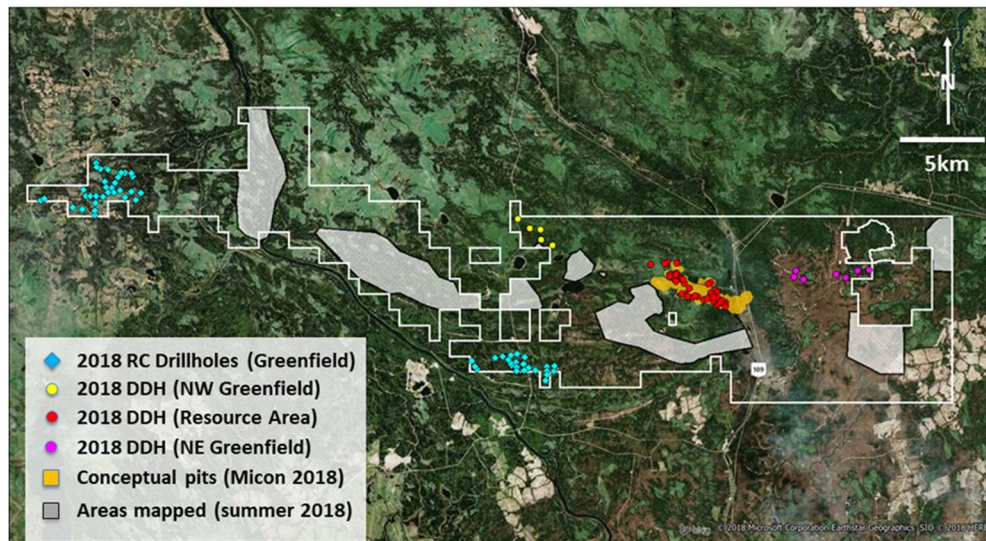 N
5km
109
2018 RC Drillholes (Greenfield)
2018 DDH (NW Greenfield)
2018 DDH (Resource Area)
2018 DDH (NE Greenfield)
Conceptual pits (Micon 2018)
Areas mapped (summer 2018)
© 2018 Microsoft Corporation Earthstar Geographics SIO © 2018 HERE